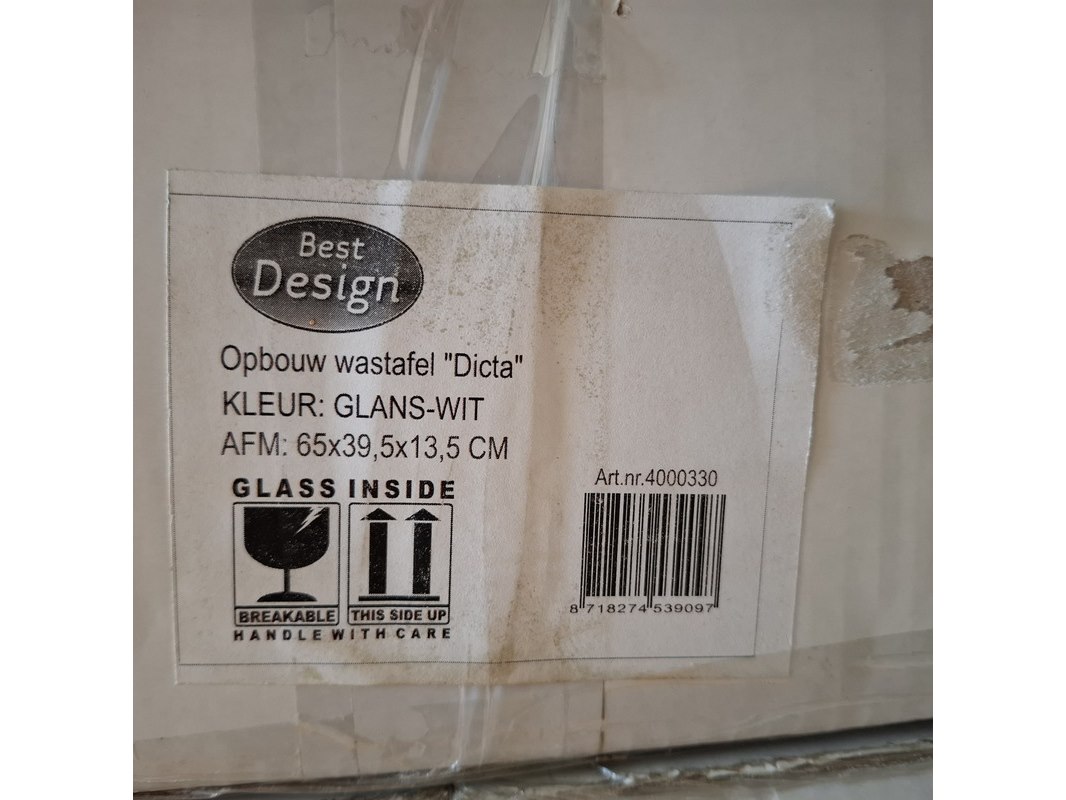 Best
Design
Opbouw wastafel "Dicta"
KLEUR: GLANS-WIT
AFM: 65x39,5x13,5 CM
GLASS INSIDE
BREAKABLE
THIS SIDE UP
HANDLE WITH CARE
Art.nr.4000330
8 718274 539097